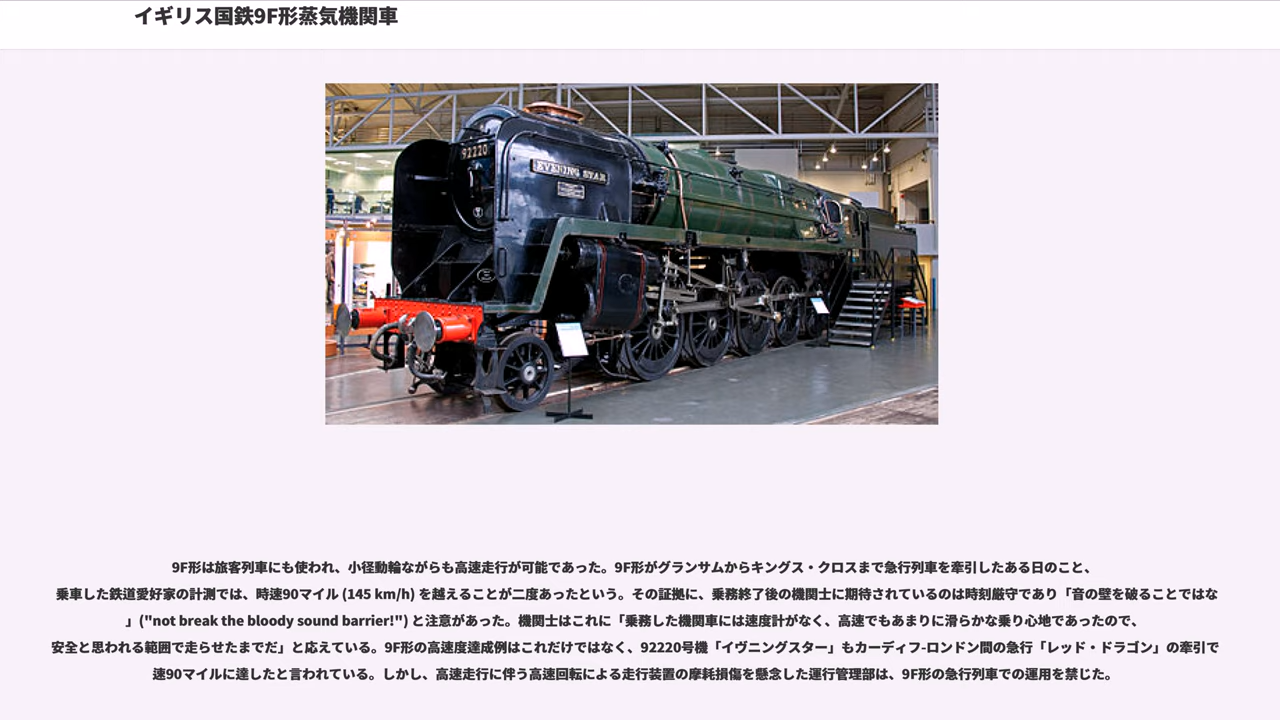 イギリス国鉄9F形蒸気機関車
92220
EVENING STAR
9F形は旅客列車にも使われ、小径動輪ながらも高速走行が可能であった。9F形がグランサムからキングス・クロスまで急行列車を牽引したある日のこと、
乗車した鉄道愛好家の計測では、時速90マイル (145 km/h) を越えることが二度あったという。その証拠に、乗務終了後の機関士に期待されているのは時刻厳守であり「音の壁を破ることではな
」("not break the bloody sound barrier!") と注意があった。機関士はこれに「乗務した機関車には速度計がなく、高速でもあまりに滑らかな乗り心地であったので、
安全と思われる範囲で走らせたまでだ」と応えている。9F形の高速度達成例はこれだけではなく、92220号機「イヴニングスター」もカーディフ-ロンドン間の急行「レッド・ドラゴン」の牽引で
速90マイルに達したと言われている。しかし、高速走行に伴う高速回転による走行装置の摩耗損傷を懸念した運行管理部は、9F形の急行列車での運用を禁じた。